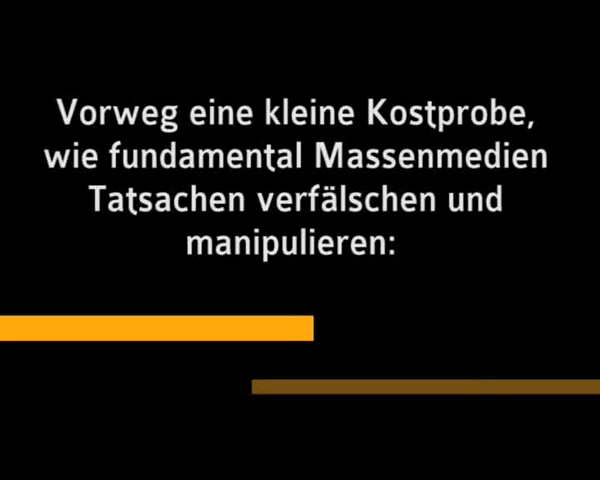 Vorweg eine kleine Kostprobe,
wie fundamental Massenmedien
Tatsachen verfälschen und
manipulieren: